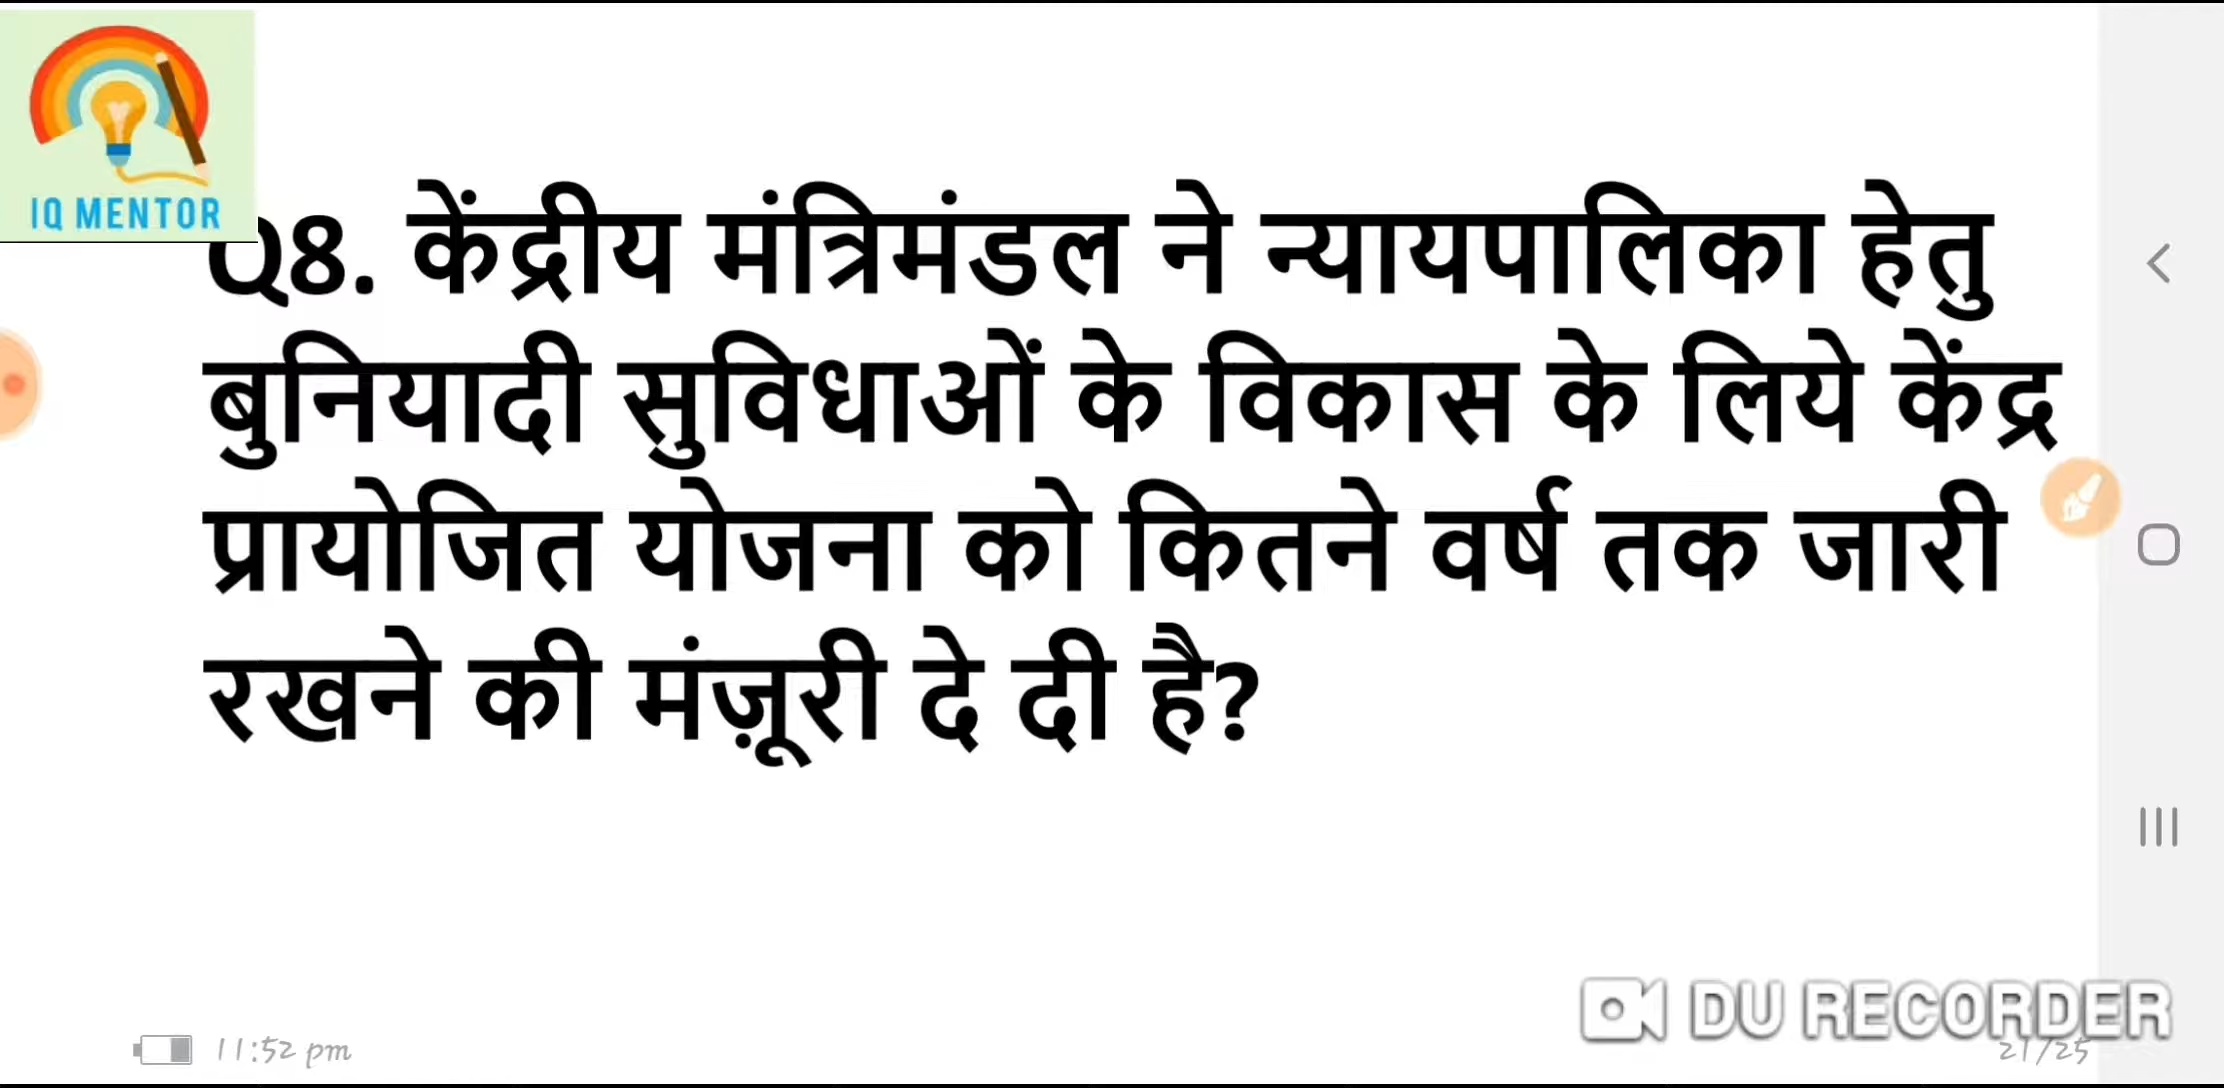 IQ MENTOR
Q8. केंद्रीय मंत्रिमंडल ने न्यायपालिका हेतु
बुनियादी सुविधाओं के विकास के लिये केंद्र
प्रायोजित योजना को कितने वर्ष तक जारी
रखने की मंज़ूरी दे दी है?
DU RECORDER
11:52 pm
21/25